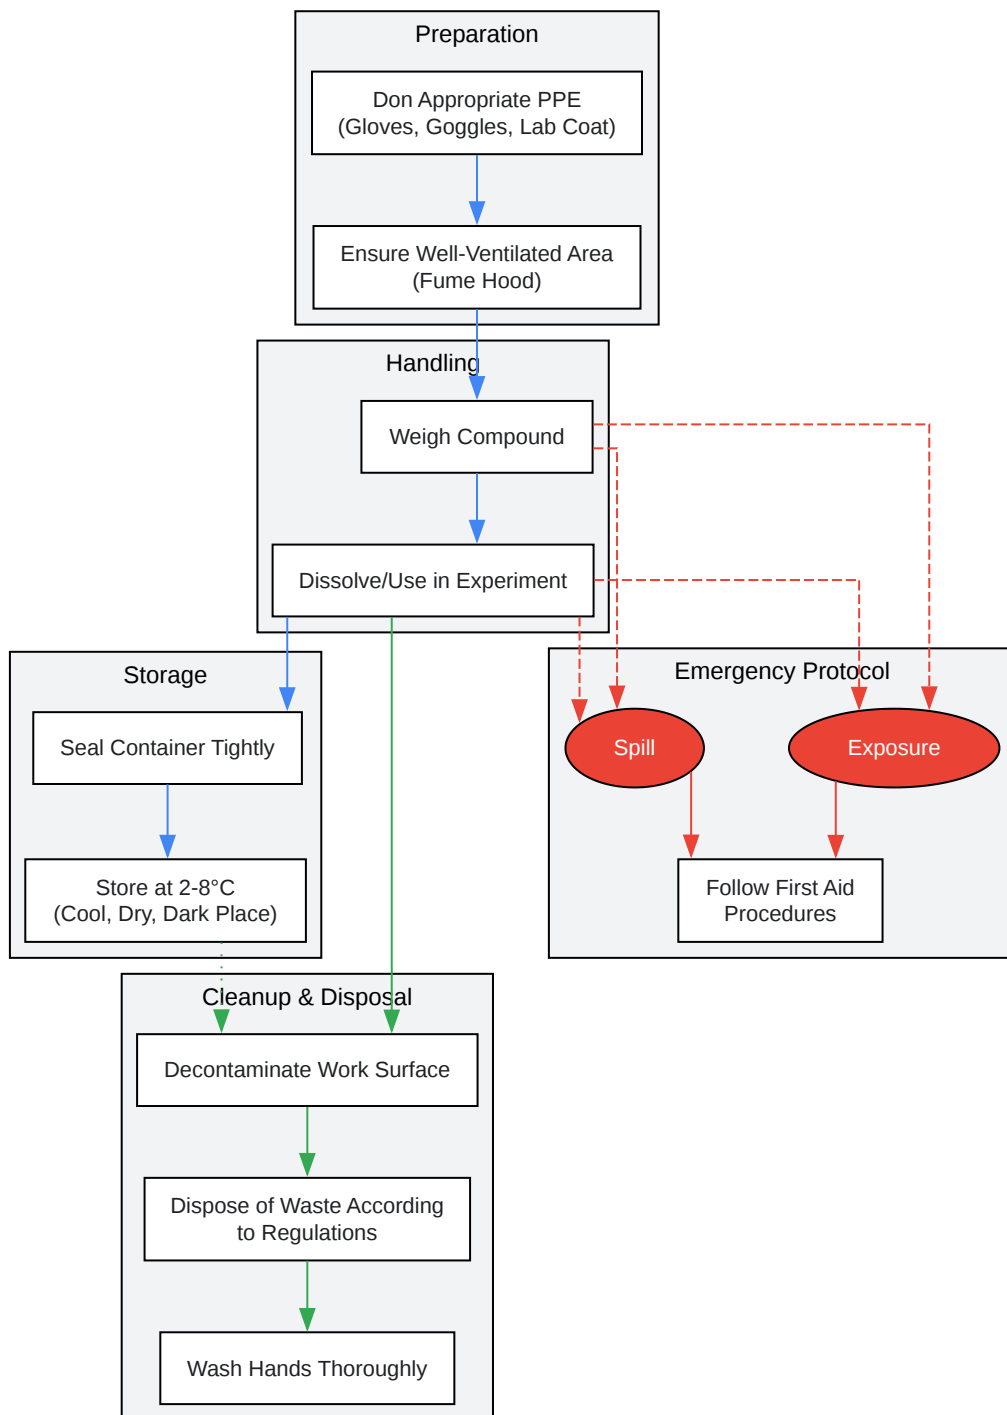 Preparation
Don Appropriate PPE
(Gloves, Goggles, Lab Coat)
Ensure Well-Ventilated Area
(Fume Hood)
Handling
Weigh Compound
Dissolve/Use in Experiment
Storage
Seal Container Tightly
Store at 2-8°C
(Cool, Dry, Dark Place)
Emergency Protocol
Spill
Exposure
Follow First Aid
Procedures
Cleanup & Disposal
Decontaminate Work Surface
Dispose of Waste According
to Regulations
Wash Hands Thoroughly